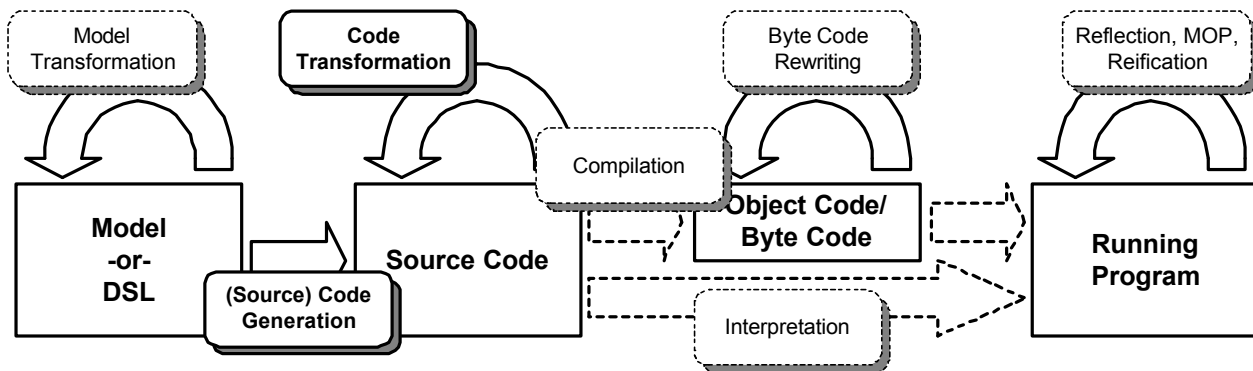 Model
Transformation
Code
Transformation
Byte Code
Rewriting
Reflection, MOP,
Reification
Compilation
Model
-or-
DSL
Source Code
Object Code/
Byte Code
Running
Program
(Source) Code
Generation
Interpretation